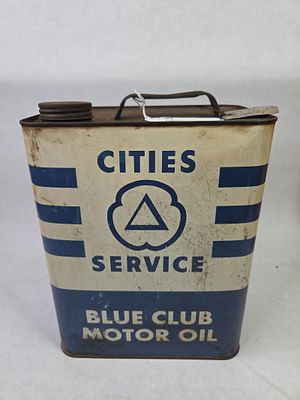 CITIES
SERVICE
BLUE CLUB
MOTOR OIL